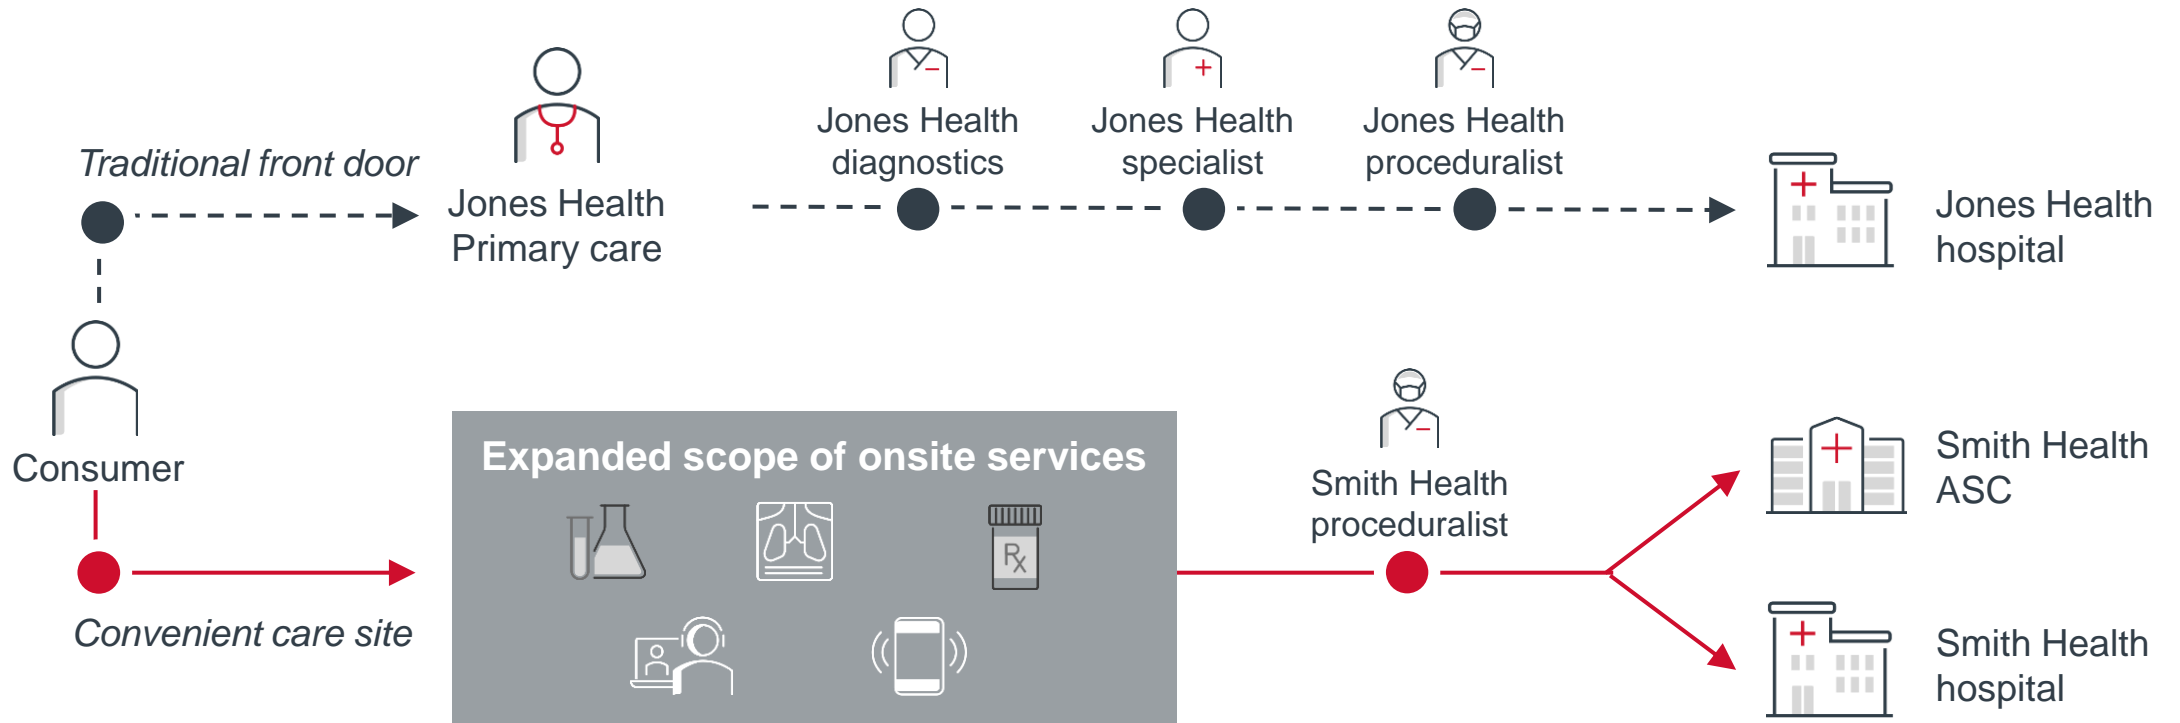 Traditional front door
Jones Health
Primary care
Jones Health
diagnostics
Jones Health
specialist
Jones Health
proceduralist
Jones Health
hospital
Consumer
Convenient care site
Expanded scope of onsite services
Rx
Smith Health
proceduralist
Smith Health
ASC
Smith Health
hospital